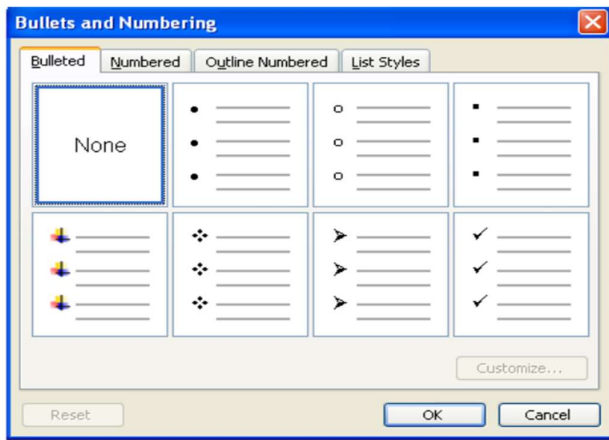 Bullets and Numbering
Bulleted Numbered Outline Numbered List Styles
None
Customize...
Reset OK Cancel